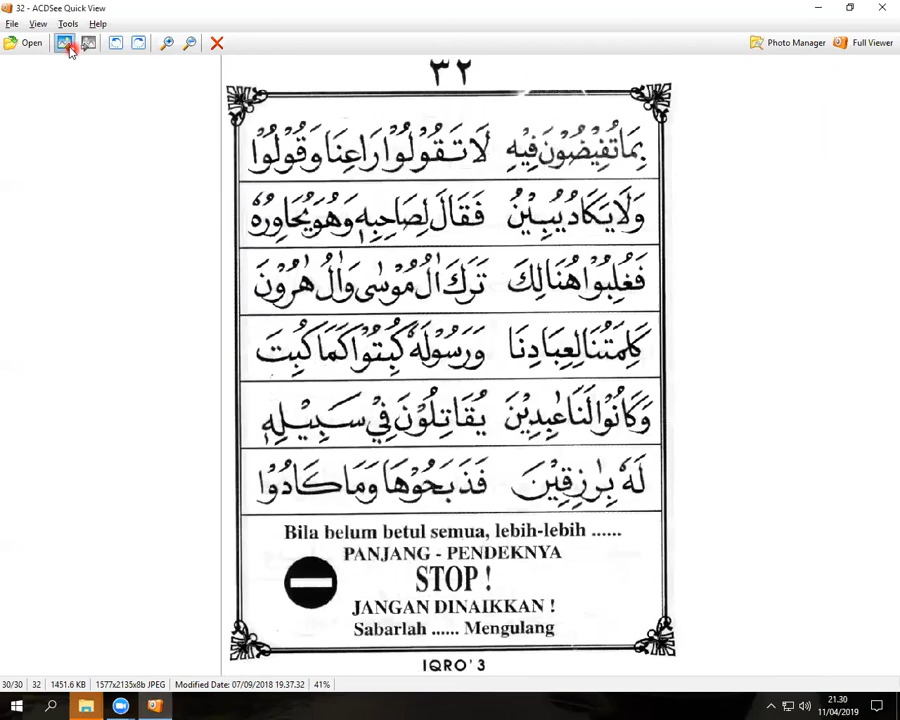 32 - ACDSee Quick View
File View Tools Help
Open
Photo Manager Full Viewer
٣٢
بِمَا تُفِيْضُوْنَ فِيْهِ لَا تَقُوْلُوْا رَاعِنَا وَقُوْلُوْا
وَلَا يَكَادُ يُبِيْنُ فَقَالَ لِصَاحِبِهٖ وَهُوَ يُحَاوِرُهٗ
فَغُلِبُوْا هُنَالِكَ تَرَكَ اٰلُ مُوْسٰى وَاٰلُ هٰرُوْنَ
كَلِمَتُنَا لِعِبَادِنَا وَرَسُوْلَهٗ كُبِتُوْا كَمَا كُبِتَ
وَكَانُوْا لَنَا عٰبِدِيْنَ يُقَاتِلُوْنَ فِيْ سَبِيْلِهٖ
لَهٗ بِرٰزِقِيْنَ فَذَبَحُوْهَا وَمَا كَادُوْا
Bila belum betul semua, lebih-lebih ......
PANJANG - PENDEKNYA
STOP !
JANGAN DINAIKKAN !
Sabarlah ...... Mengulang
IQRO' 3
30/30 32 1451.6 KB 1577x2135x8b JPEG Modified Date: 07/09/2018 19.37.32 41%
21.30
11/04/2019